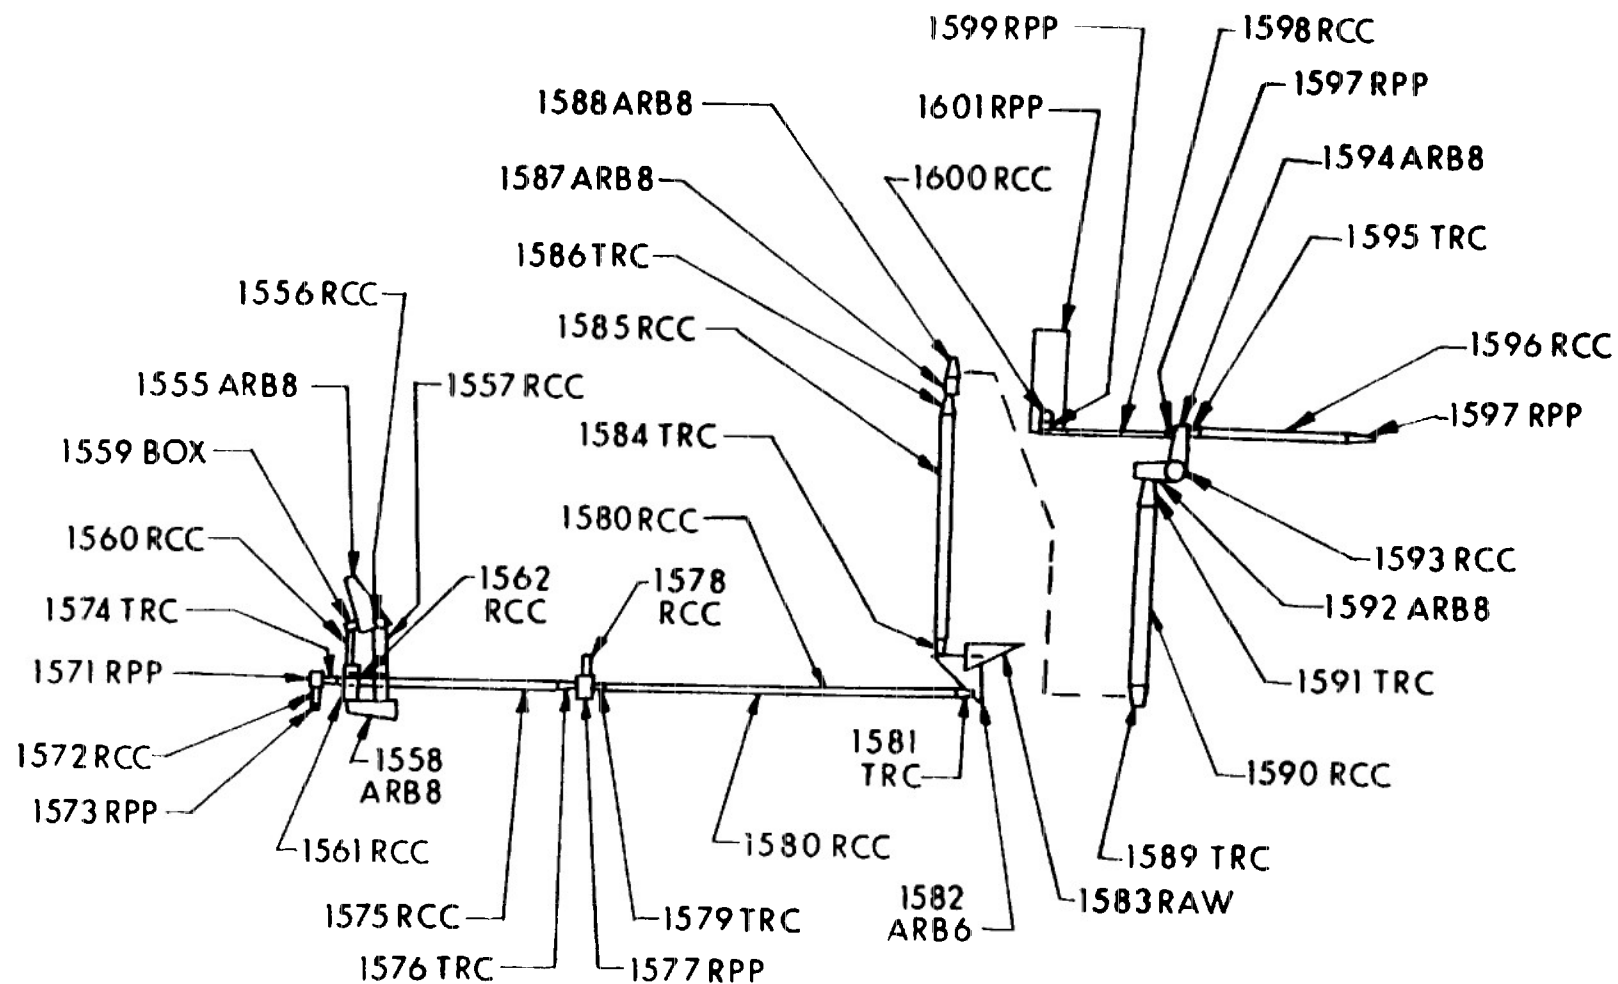 1599 RPP
1598 RCC
1597 RPP
1588 ARB8
1601 RPP
1594 ARB8
1587 ARB8
1600 RCC
1595 TRC
1586 TRC
1556 RCC
1585 RCC
1596 RCC
1555 ARB8
1557 RCC
1597 RPP
1584 TRC
1559 BOX
1580 RCC
1560 RCC
1593 RCC
1562
RCC
1578
RCC
1574 TRC
1592 ARB8
1571 RPP
1591 TRC
1572 RCC
1558
ARB8
1581
TRC
1590 RCC
1573 RPP
1561 RCC
1580 RCC
1589 TRC
1582
ARB6
1583 RAW
1575 RCC
1579 TRC
1576 TRC
1577 RPP